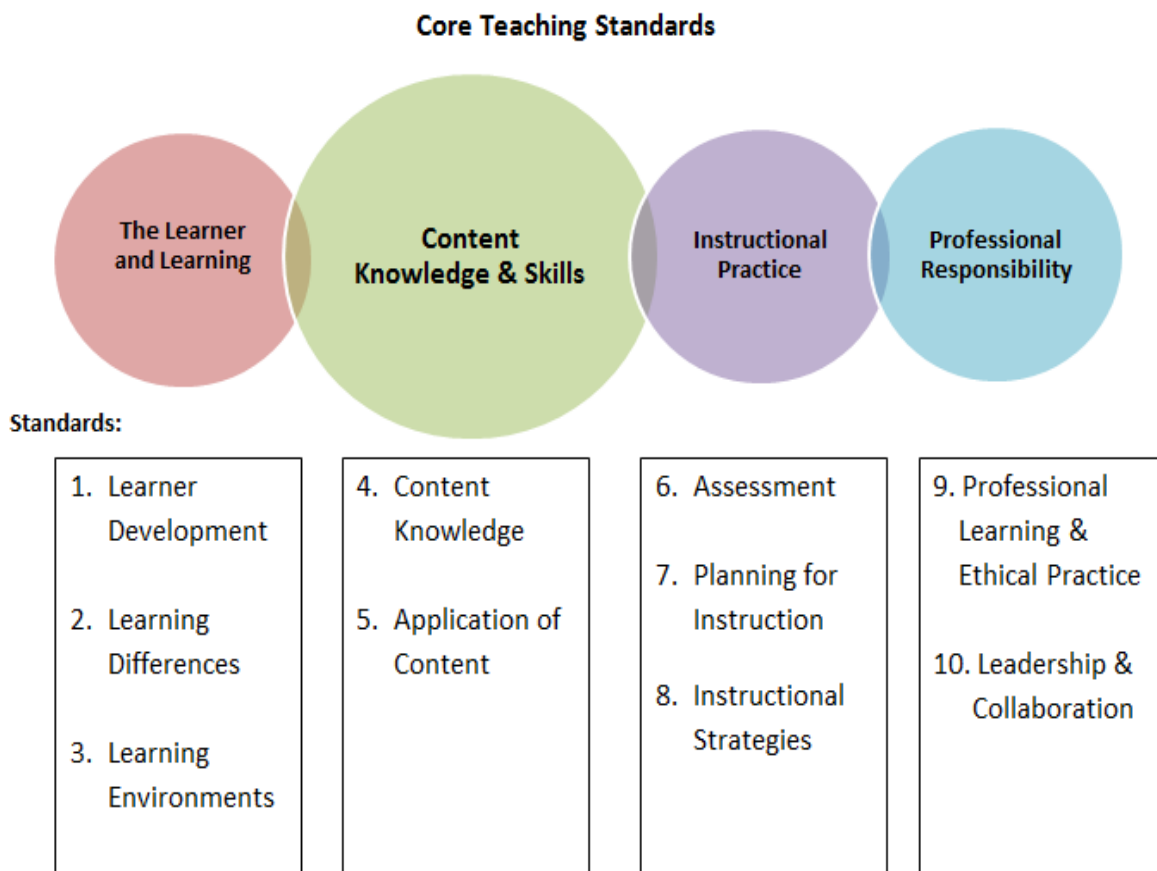 Core Teaching Standards
The Learner
and Learning
Content
Knowledge & Skills
Instructional
Practice
Professional
Responsibility
Standards:
1. Learner
Development
2. Learning
Differences
3. Learning
Environments
4. Content
Knowledge
5. Application of
Content
6. Assessment
7. Planning for
Instruction
8. Instructional
Strategies
9. Professional
Learning &
Ethical Practice
10. Leadership &
Collaboration